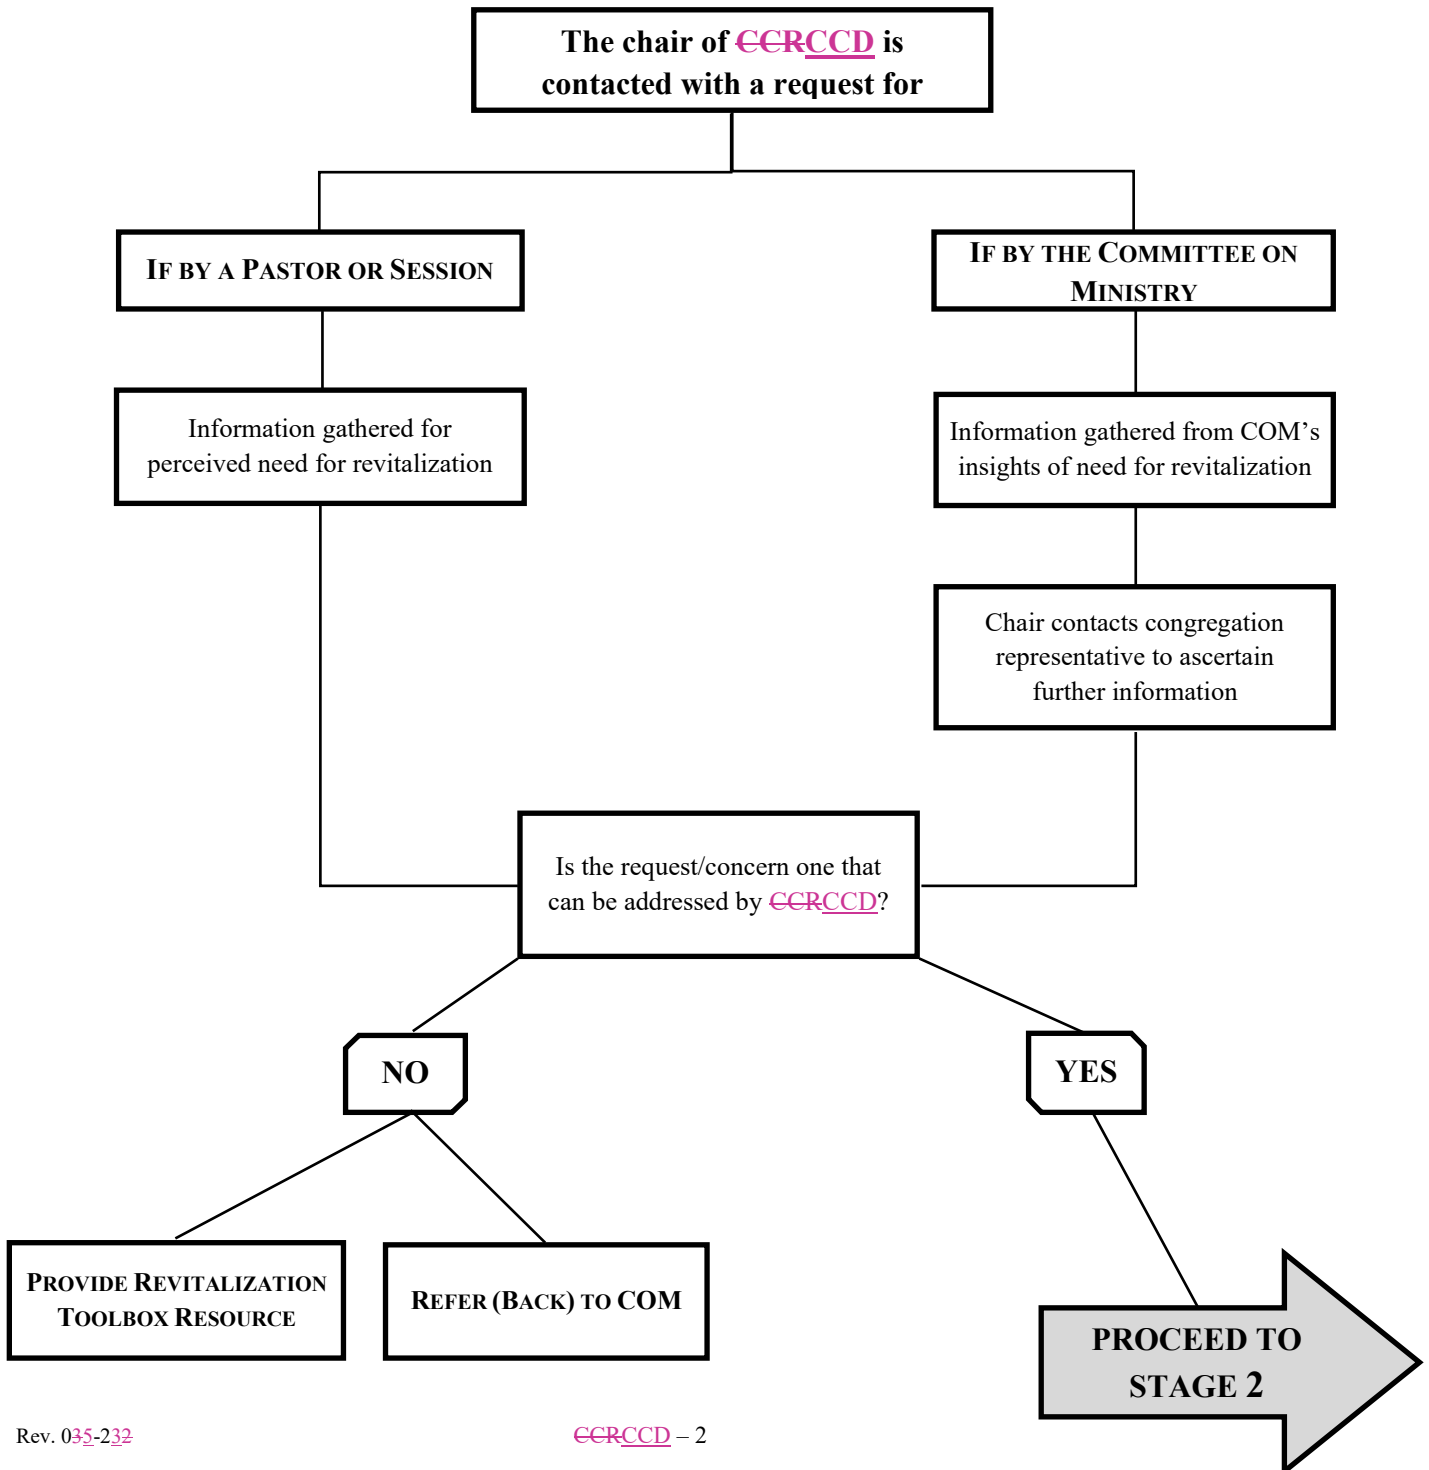 The chair of CCRCCD is
contacted with a request for
IF BY A PASTOR OR SESSION
IF BY THE COMMITTEE ON
MINISTRY
Information gathered for
perceived need for revitalization
Information gathered from COM’s
insights of need for revitalization
Chair contacts congregation
representative to ascertain
further information
Is the request/concern one that
can be addressed by CCRCCD?
NO
YES
PROVIDE REVITALIZATION
TOOLBOX RESOURCE
REFER (BACK) TO COM
PROCEED TO
STAGE 2
Rev. 035-232
CCRCCD – 2